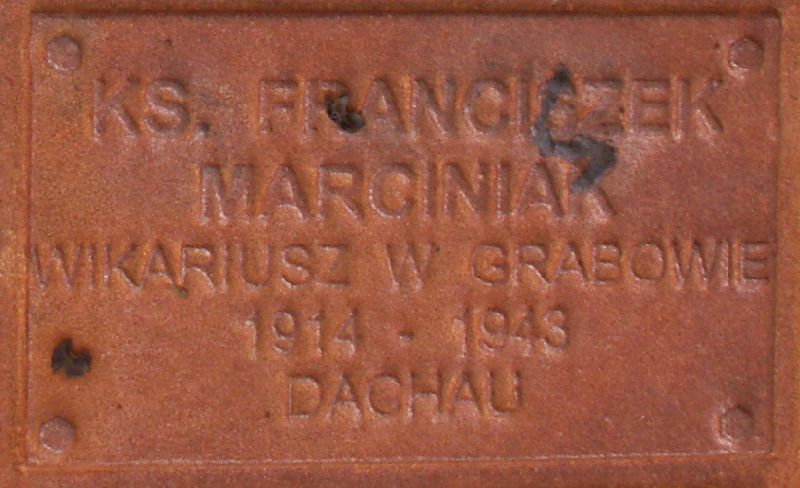 KS. FRANCISZEK
MARCINIAK
WIKARIUSZ W GRABOWIE
1914 - 1943
DACHAU